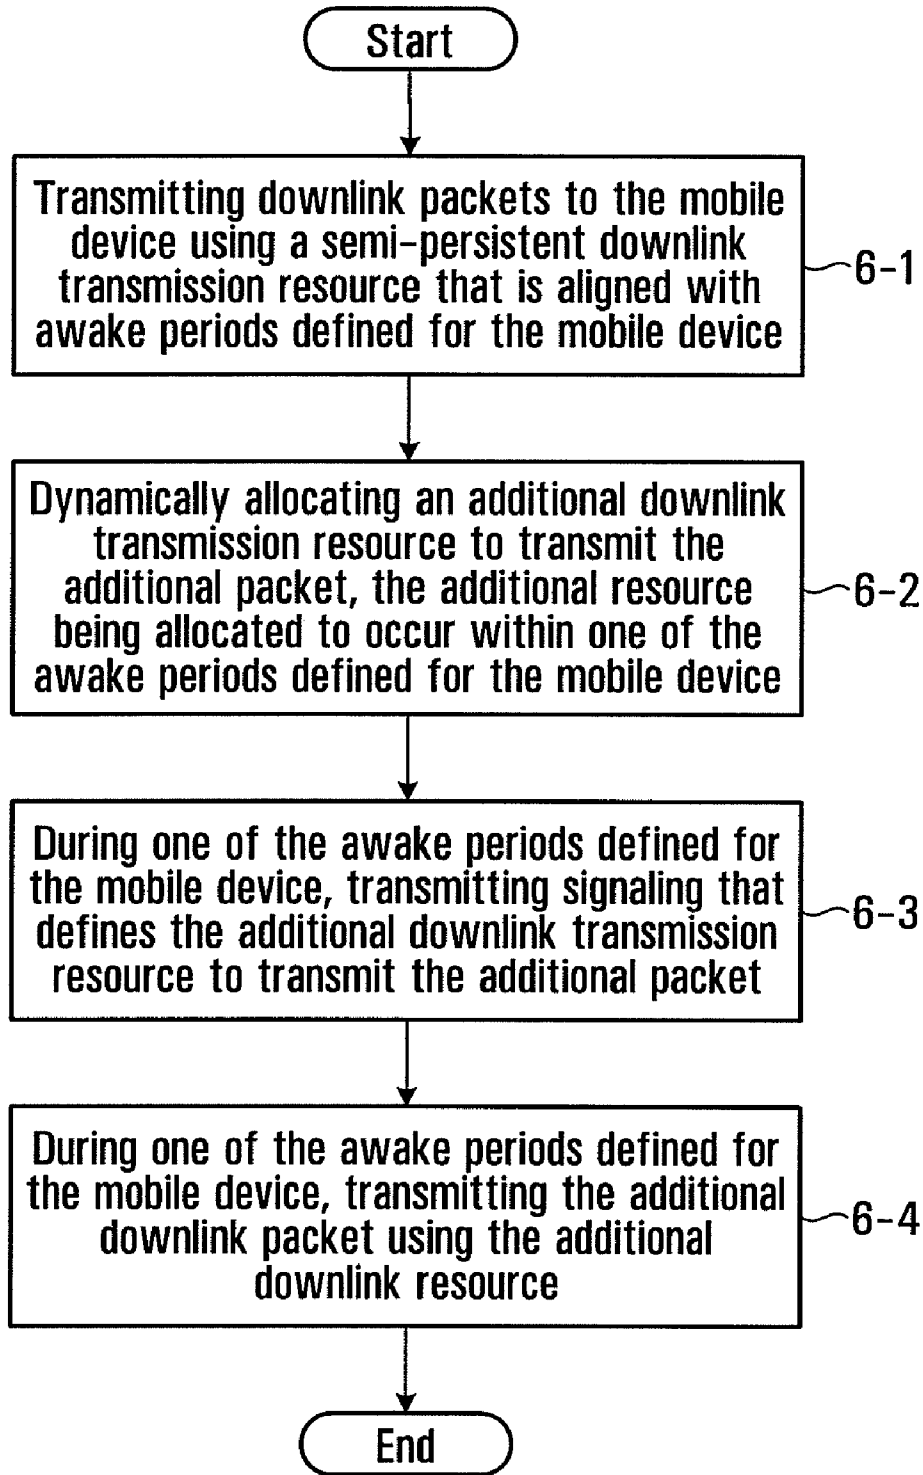 Start
Transmitting downlink packets to the mobile
device using a semi-persistent downlink
transmission resource that is aligned with
awake periods defined for the mobile device
6-1
Dynamically allocating an additional downlink
transmission resource to transmit the
additional packet, the additional resource
being allocated to occur within one of the
awake periods defined for the mobile device
6-2
During one of the awake periods defined for
the mobile device, transmitting signaling that
defines the additional downlink transmission
resource to transmit the additional packet
6-3
During one of the awake periods defined for
the mobile device, transmitting the additional
downlink packet using the additional
downlink resource
6-4
End